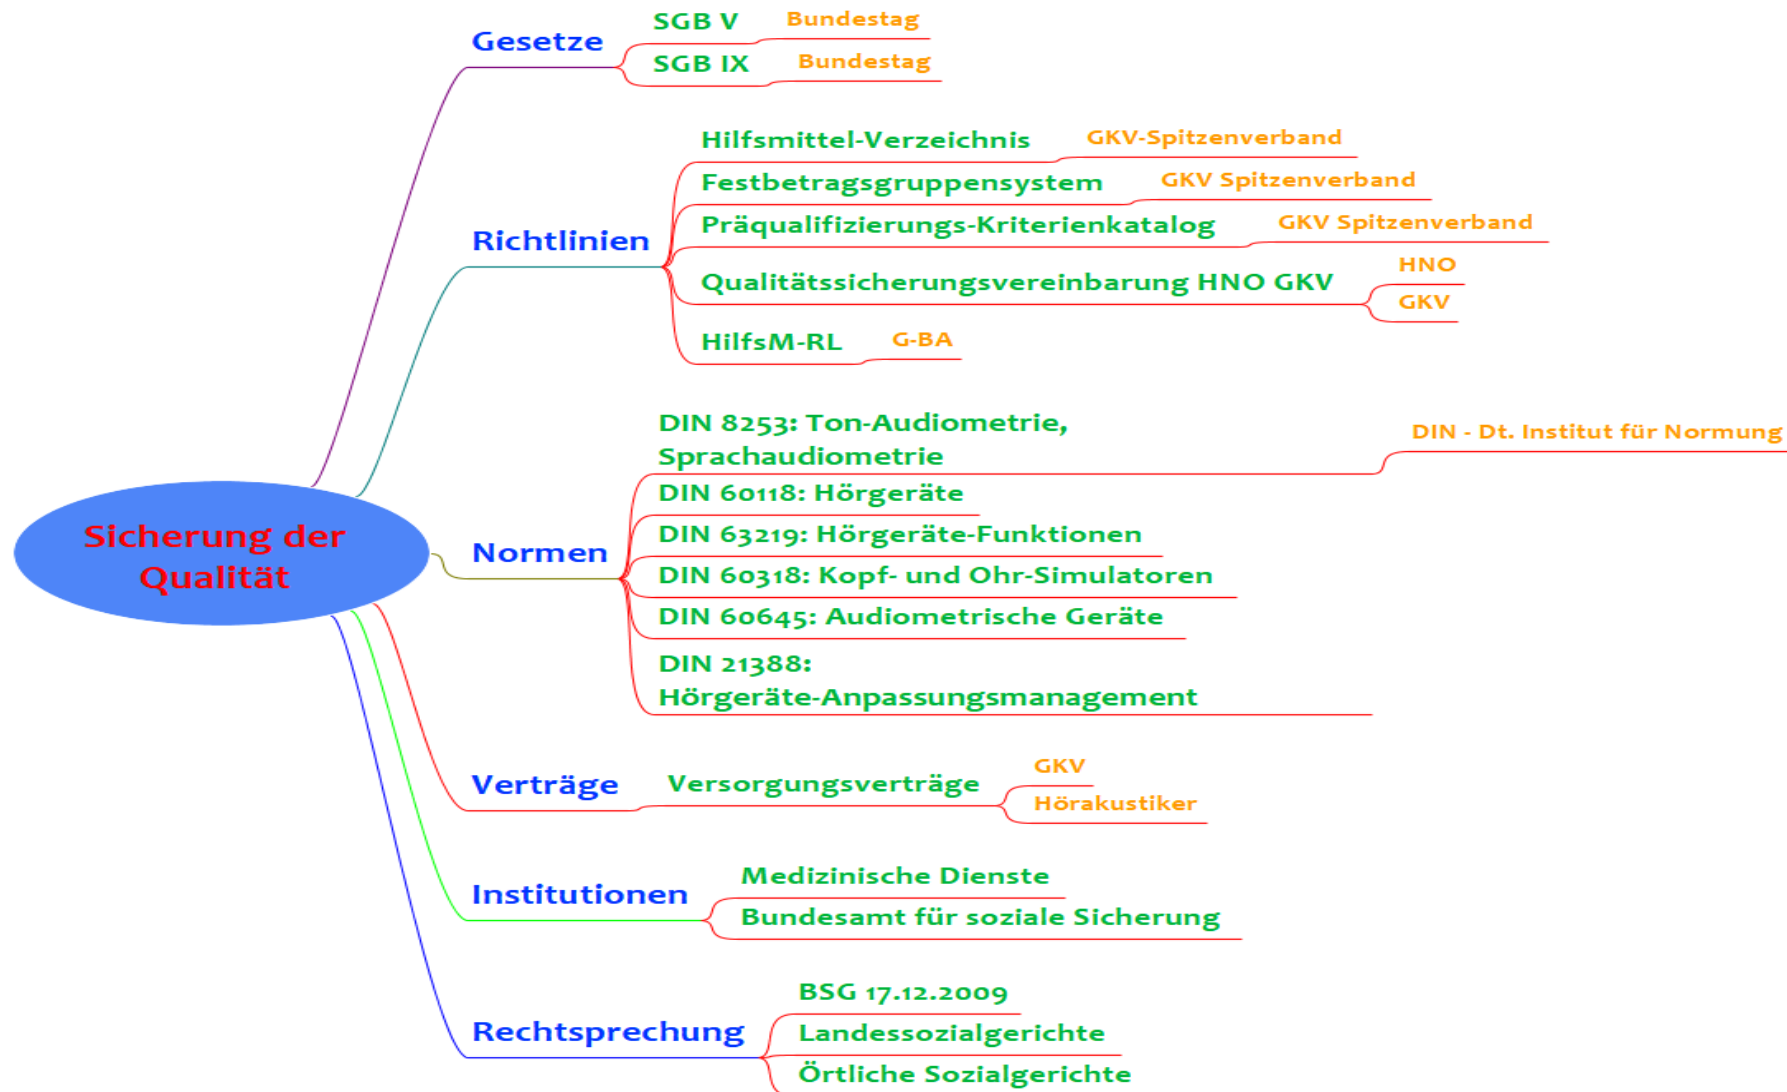 Sicherung der
Qualität
Gesetze
SGB V
Bundestag
SGB IX
Bundestag
Richtlinien
Hilfsmittel-Verzeichnis
GKV-Spitzenverband
Festbetragsgruppensystem
GKV Spitzenverband
Präqualifizierungs-Kriterienkatalog
GKV Spitzenverband
Qualitätssicherungsvereinbarung HNO GKV
HNO
GKV
HilfsM-RL
G-BA
Normen
DIN 8253: Ton-Audiometrie,
Sprachaudiometrie
DIN - Dt. Institut für Normung
DIN 60118: Hörgeräte
DIN 63219: Hörgeräte-Funktionen
DIN 60318: Kopf- und Ohr-Simulatoren
DIN 60645: Audiometrische Geräte
DIN 21388:
Hörgeräte-Anpassungsmanagement
Verträge
Versorgungsverträge
GKV
Hörakustiker
Institutionen
Medizinische Dienste
Bundesamt für soziale Sicherung
Rechtsprechung
BSG 17.12.2009
Landessozialgerichte
Örtliche Sozialgerichte